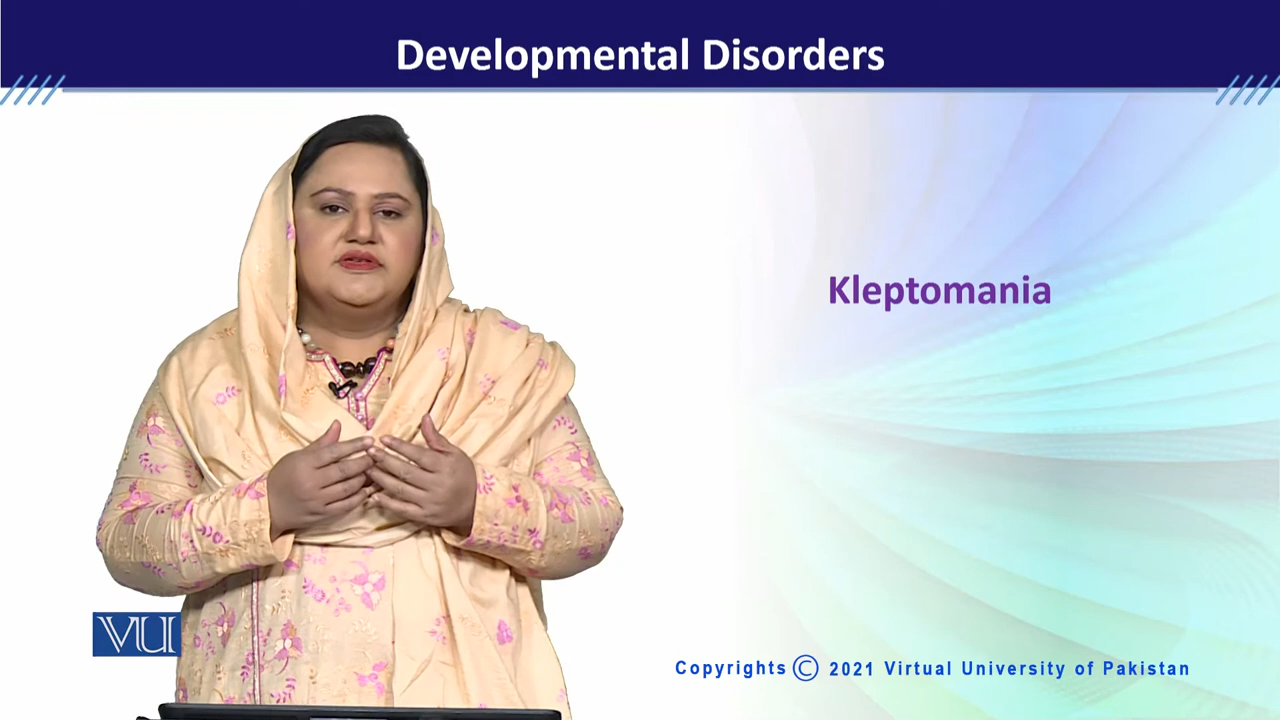 Developmental Disorders
Kleptomania
VU
Copyrights © 2021 Virtual University of Pakistan